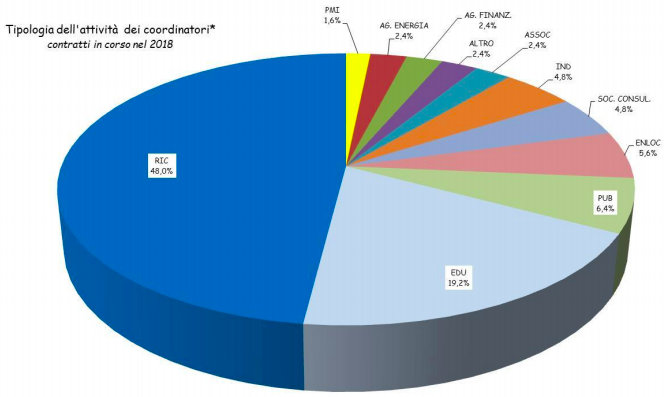 Tipologia dell'attività dei coordinatori*
contratti in corso nel 2018
PMI
1,6%
AG. ENERGIA
2,4%
AG. FINANZ.
2,4%
ALTRO
2,4%
ASSOC
2,4%
IND
4,8%
SOC. CONSUL.
4,8%
ENLOC
5,6%
PUB
6,4%
EDU
19,2%
RIC
48,0%